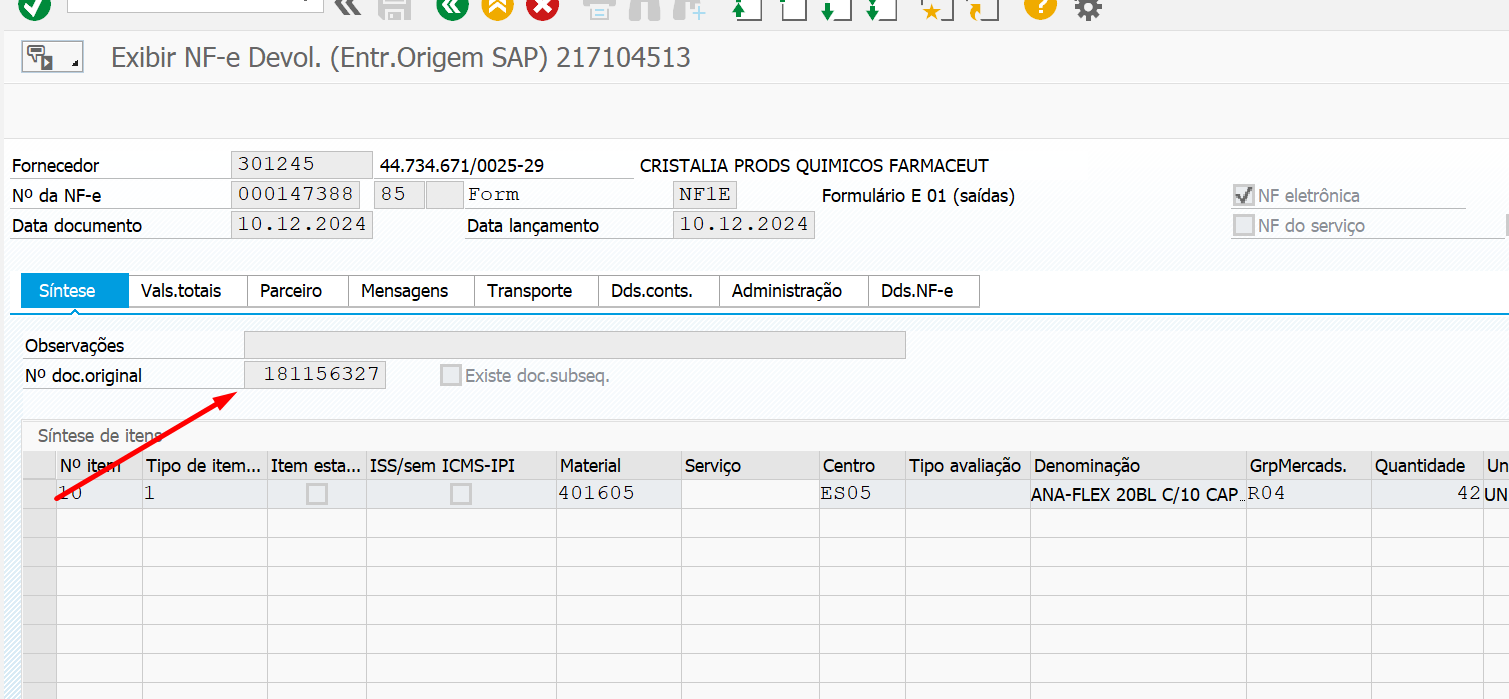 Exibir NF-e Devol. (Entr.Origem SAP) 217104513
Fornecedor 301245 44.734.671/0025-29 CRISTALIA PRODS QUIMICOS FARMACEUT
Nº da NF-e 000147388 85 Form NF1E Formulário E 01 (saídas) NF eletrônica
Data documento 10.12.2024 Data lançamento 10.12.2024 NF do serviço
Síntese Vals.totais Parceiro Mensagens Transporte Dds.conts. Administração Dds.NF-e
Observações
Nº doc.original 181156327 Existe doc.subseq.
Síntese de itens
Nº item Tipo de item... Item esta... ISS/sem ICMS-IPI Material Serviço Centro Tipo avaliação Denominação GrpMercads. Quantidade Un
10 1 401605 ES05 ANA-FLEX 20BL C/10 CAP... R04 42 UN